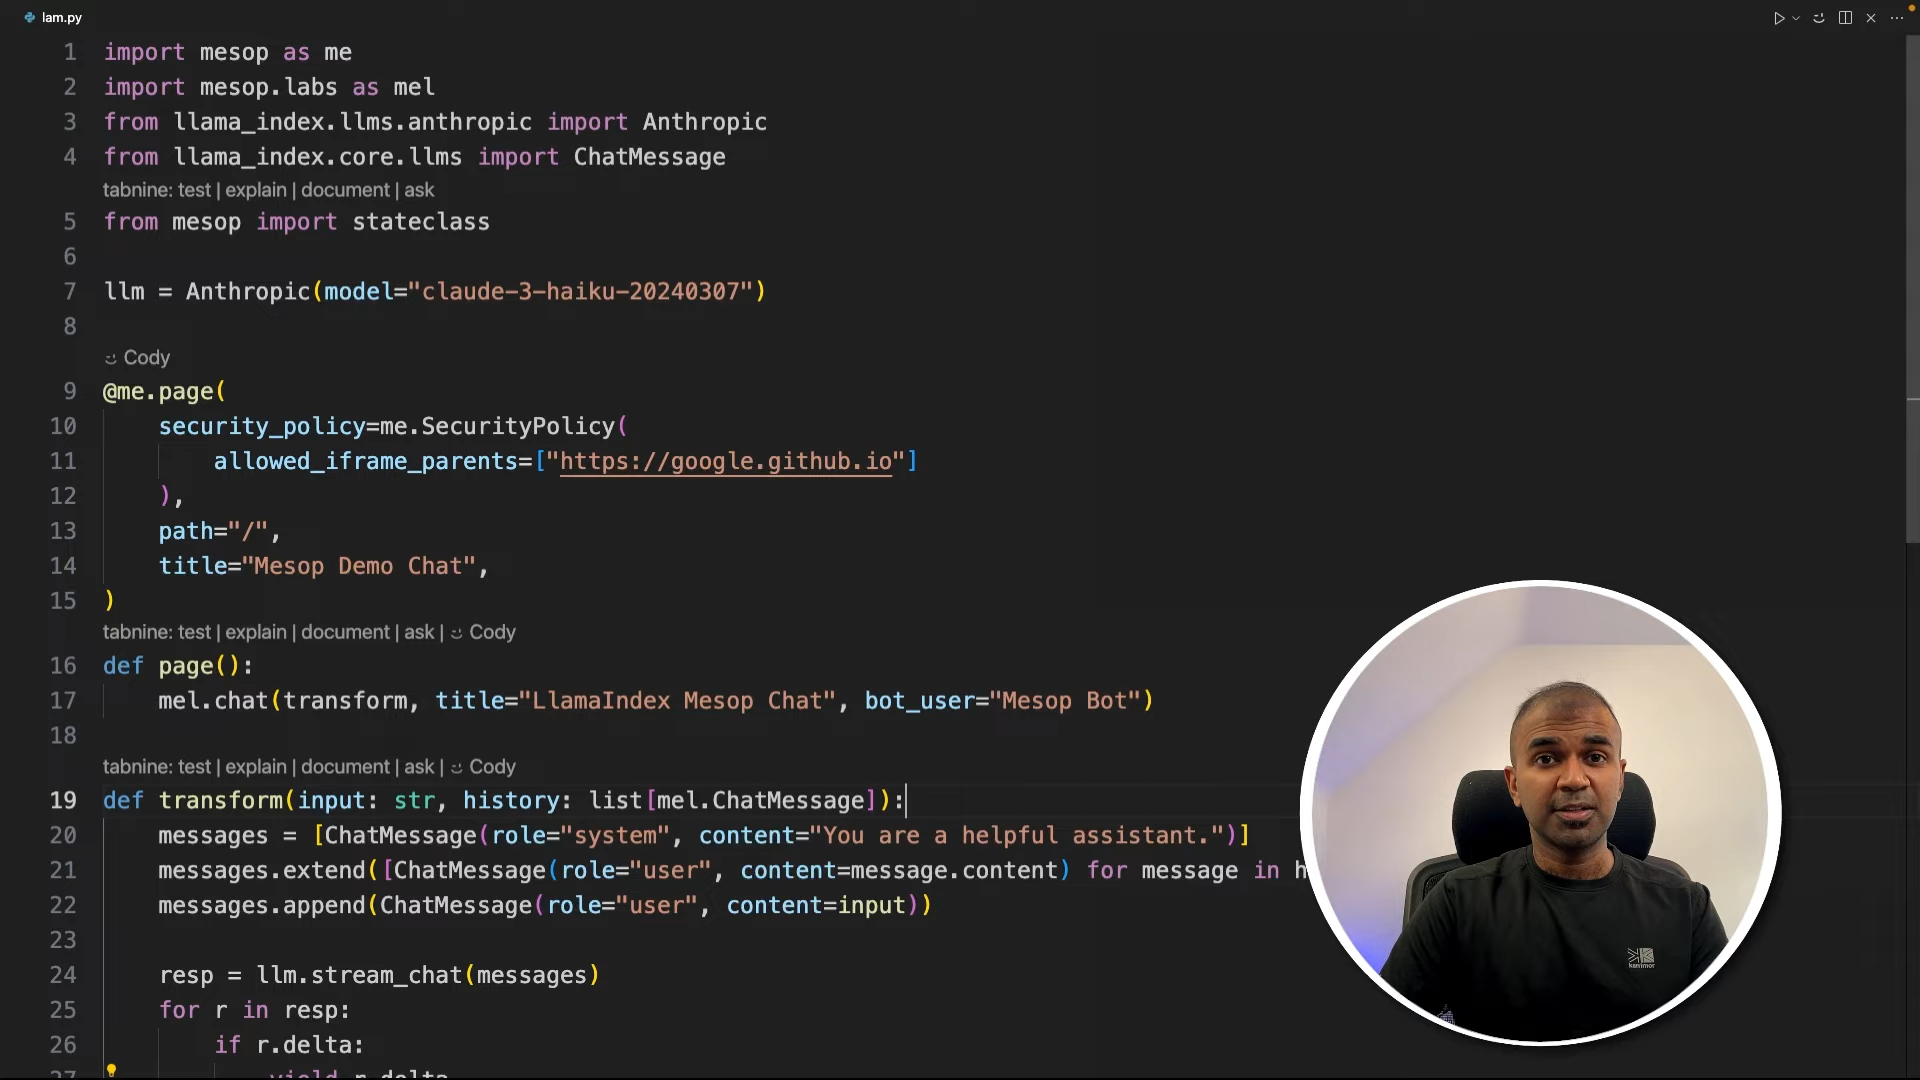 lam.py
1 import mesop as me
2 import mesop.labs as mel
3 from llama_index.llms.anthropic import Anthropic
4 from llama_index.core.llms import ChatMessage
tabnine: test | explain | document | ask
5 from mesop import stateclass
6
7 llm = Anthropic(model="claude-3-haiku-20240307")
8
Cody
9 @me.page(
10 security_policy=me.SecurityPolicy(
11 allowed_iframe_parents=["https://google.github.io"]
12 ),
13 path="/",
14 title="Mesop Demo Chat",
15 )
tabnine: test | explain | document | ask | Cody
16 def page():
17 mel.chat(transform, title="LlamaIndex Mesop Chat", bot_user="Mesop Bot")
18
tabnine: test | explain | document | ask | Cody
19 def transform(input: str, history: list[mel.ChatMessage]):
20 messages = [ChatMessage(role="system", content="You are a helpful assistant.")]
21 messages.extend([ChatMessage(role="user", content=message.content) for message in h
22 messages.append(ChatMessage(role="user", content=input))
23
24 resp = llm.stream_chat(messages)
25 for r in resp:
26 if r.delta:
27 yield r.delta
karrimor